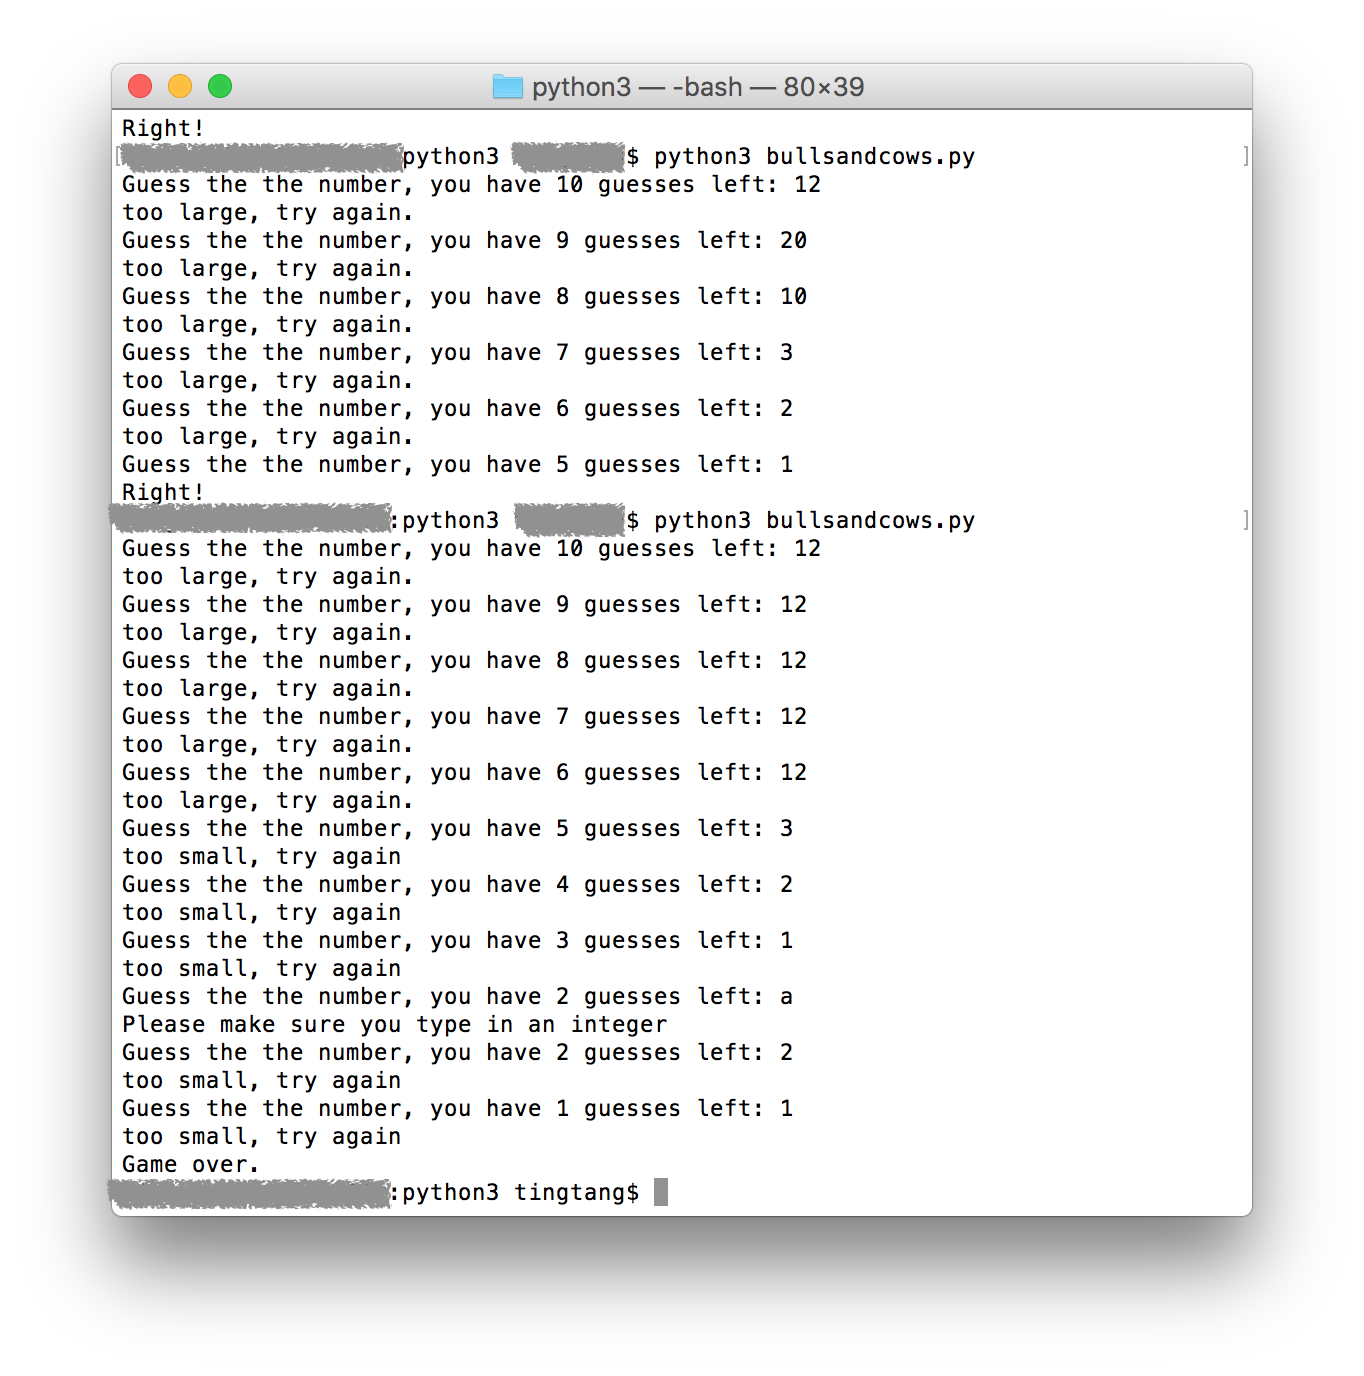 python3 — -bash — 80×39
Right!
python3 $ python3 bullsandcows.py
Guess the the number, you have 10 guesses left: 12
too large, try again.
Guess the the number, you have 9 guesses left: 20
too large, try again.
Guess the the number, you have 8 guesses left: 10
too large, try again.
Guess the the number, you have 7 guesses left: 3
too large, try again.
Guess the the number, you have 6 guesses left: 2
too large, try again.
Guess the the number, you have 5 guesses left: 1
Right!
:python3 $ python3 bullsandcows.py
Guess the the number, you have 10 guesses left: 12
too large, try again.
Guess the the number, you have 9 guesses left: 12
too large, try again.
Guess the the number, you have 8 guesses left: 12
too large, try again.
Guess the the number, you have 7 guesses left: 12
too large, try again.
Guess the the number, you have 6 guesses left: 12
too large, try again.
Guess the the number, you have 5 guesses left: 3
too small, try again
Guess the the number, you have 4 guesses left: 2
too small, try again
Guess the the number, you have 3 guesses left: 1
too small, try again
Guess the the number, you have 2 guesses left: a
Please make sure you type in an integer
Guess the the number, you have 2 guesses left: 2
too small, try again
Guess the the number, you have 1 guesses left: 1
too small, try again
Game over.
:python3 tingtang$